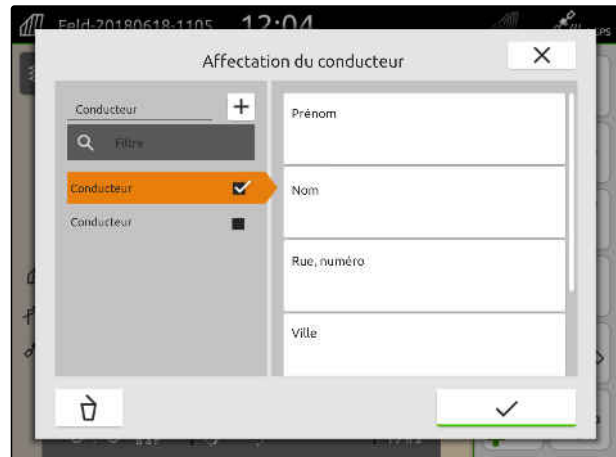 Feld-20180618-1105
12:04
Affectation du conducteur
Conducteur
Filtre
Conducteur
Conducteur
Prénom
Nom
Rue, numéro
Ville